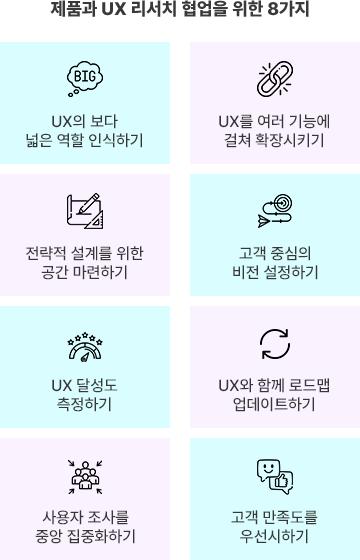 제품과 UX 리서치 협업을 위한 8가지
BIG
UX의 보다
넓은 역할 인식하기
UX를 여러 기능에
걸쳐 확장시키기
전략적 설계를 위한
공간 마련하기
고객 중심의
비전 설정하기
UX 달성도
측정하기
UX와 함께 로드맵
업데이트하기
사용자 조사를
중앙 집중화하기
고객 만족도를
우선시하기